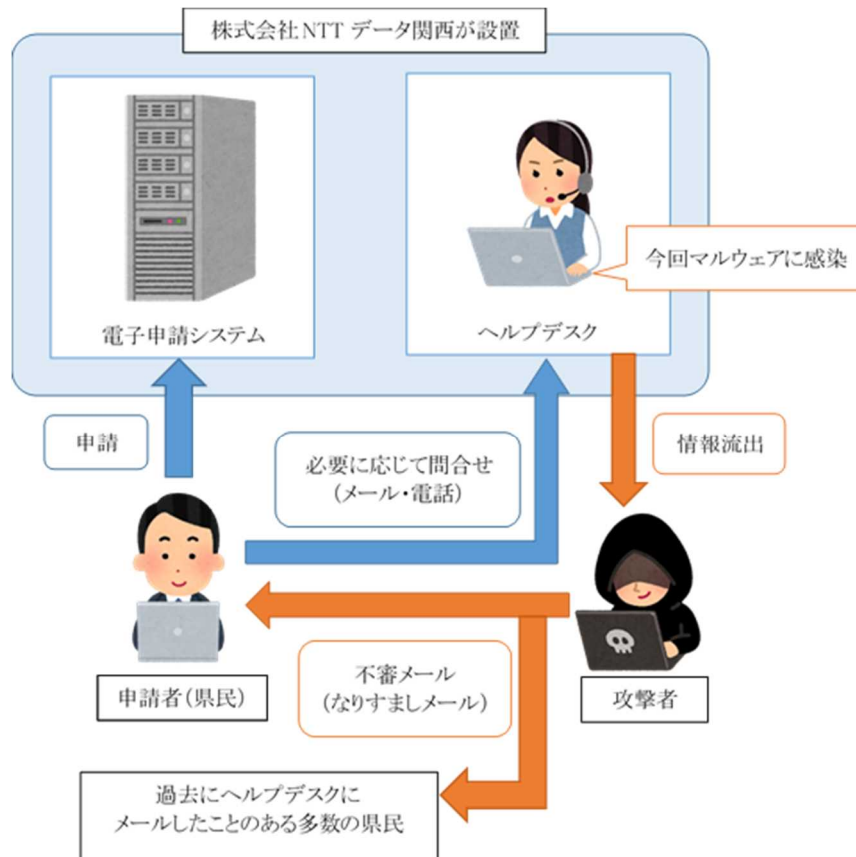 株式会社NTT データ関西が設置
電子申請システム
ヘルプデスク
今回マルウェアに感染
申請
必要に応じて問合せ
(メール・電話)
情報流出
申請者(県民)
不審メール
(なりすましメール)
攻撃者
過去にヘルプデスクに
メールしたことのある多数の県民